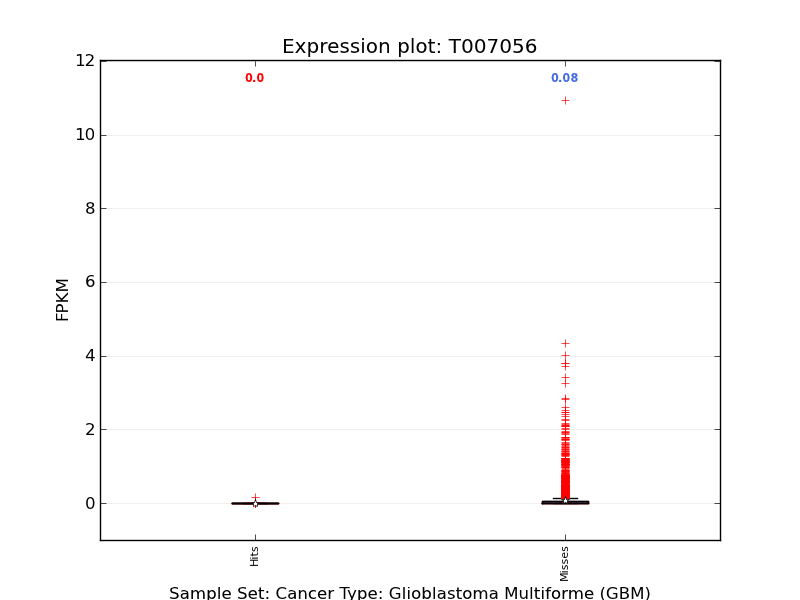 Expression plot: T007056
12
10
8
6
4
2
0
FPKM
0.0
0.08
Hits
Misses
Sample Set: Cancer Type: Glioblastoma Multiforme (GBM)